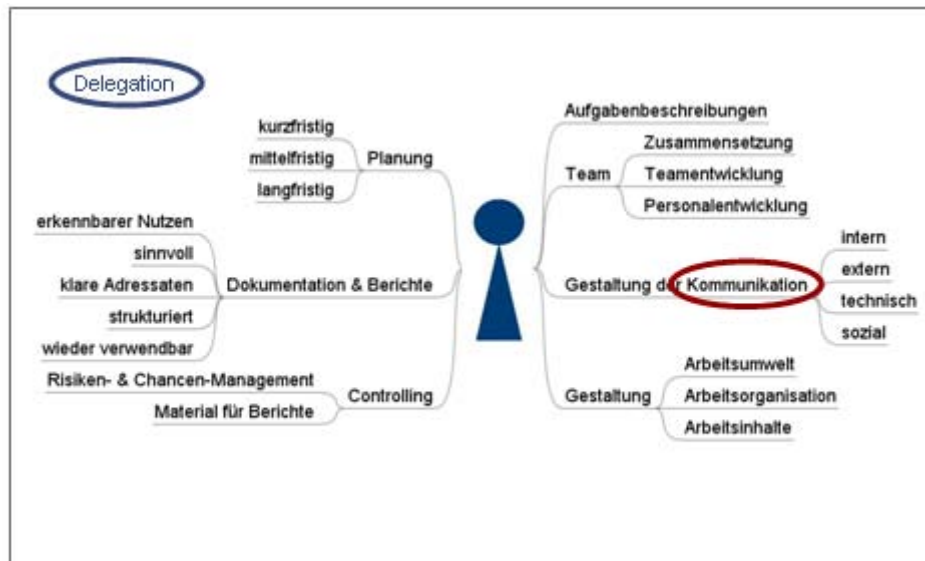 Delegation
kurzfristig
mittelfristig
langfristig
Planung
erkennbarer Nutzen
sinnvoll
klare Adressaten
strukturiert
wieder verwendbar
Dokumentation & Berichte
Risiken- & Chancen-Management
Material für Berichte
Controlling
Aufgabenbeschreibungen
Team
Zusammensetzung
Teamentwicklung
Personalentwicklung
Gestaltung der Kommunikation
intern
extern
technisch
sozial
Gestaltung
Arbeitsumwelt
Arbeitsorganisation
Arbeitsinhalte